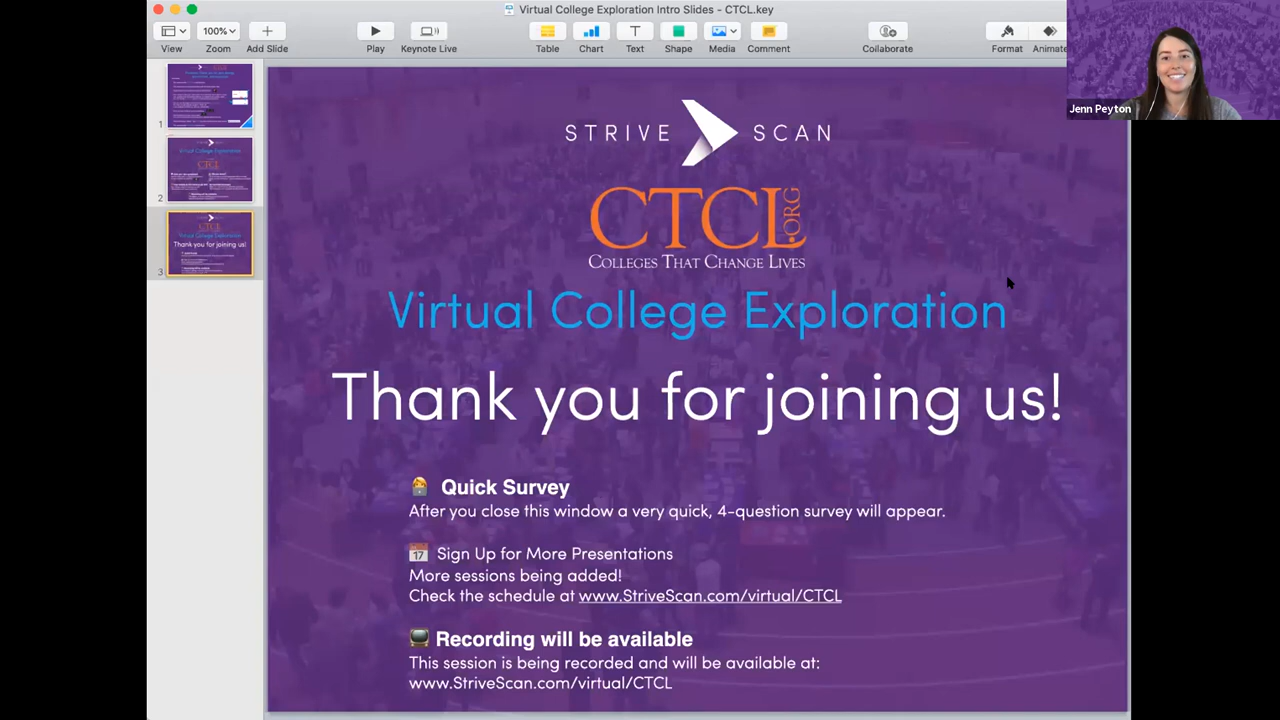 Virtual College Exploration Intro Slides - CTCL.key
100%
View
Zoom
Add Slide
Play
Keynote Live
Table
Chart
Text
Shape
Media
Comment
Collaborate
Format
Animate
Jenn Peyton
1
2
3
CTCL
Thank you for joining us!
STRIVE SCAN
CTCL.ORG
COLLEGES THAT CHANGE LIVES
Virtual College Exploration
Thank you for joining us!
Quick Survey
After you close this window a very quick, 4-question survey will appear.
17 Sign Up for More Presentations
More sessions being added!
Check the schedule at www.StriveScan.com/virtual/CTCL
Recording will be available
This session is being recorded and will be available at:
www.StriveScan.com/virtual/CTCL